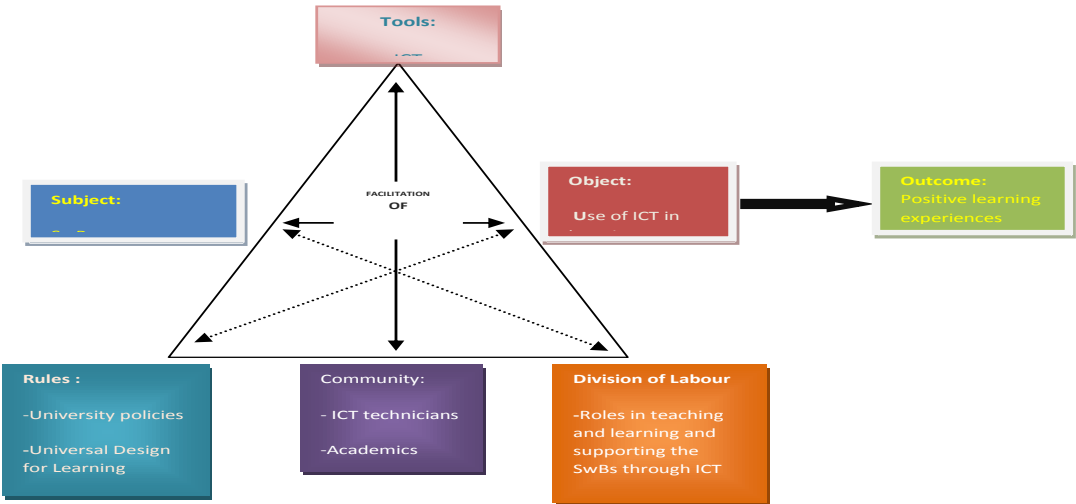 Tools:
FACILITATION
OF
Subject:
Object:
Use of ICT in
Outcome:
Positive learning
experiences
Rules :
-University policies
-Universal Design
for Learning
Community:
- ICT technicians
-Academics
Division of Labour
-Roles in teaching
and learning and
supporting the
SwBs through ICT